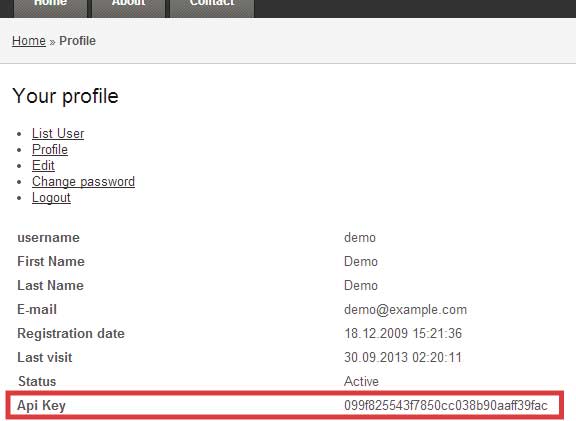 Home About Contact
Home » Profile
Your profile
List User
Profile
Edit
Change password
Logout
username demo
First Name Demo
Last Name Demo
E-mail demo@example.com
Registration date 18.12.2009 15:21:36
Last visit 30.09.2013 02:20:11
Status Active
Api Key 099f825543f7850cc038b90aaff39fac